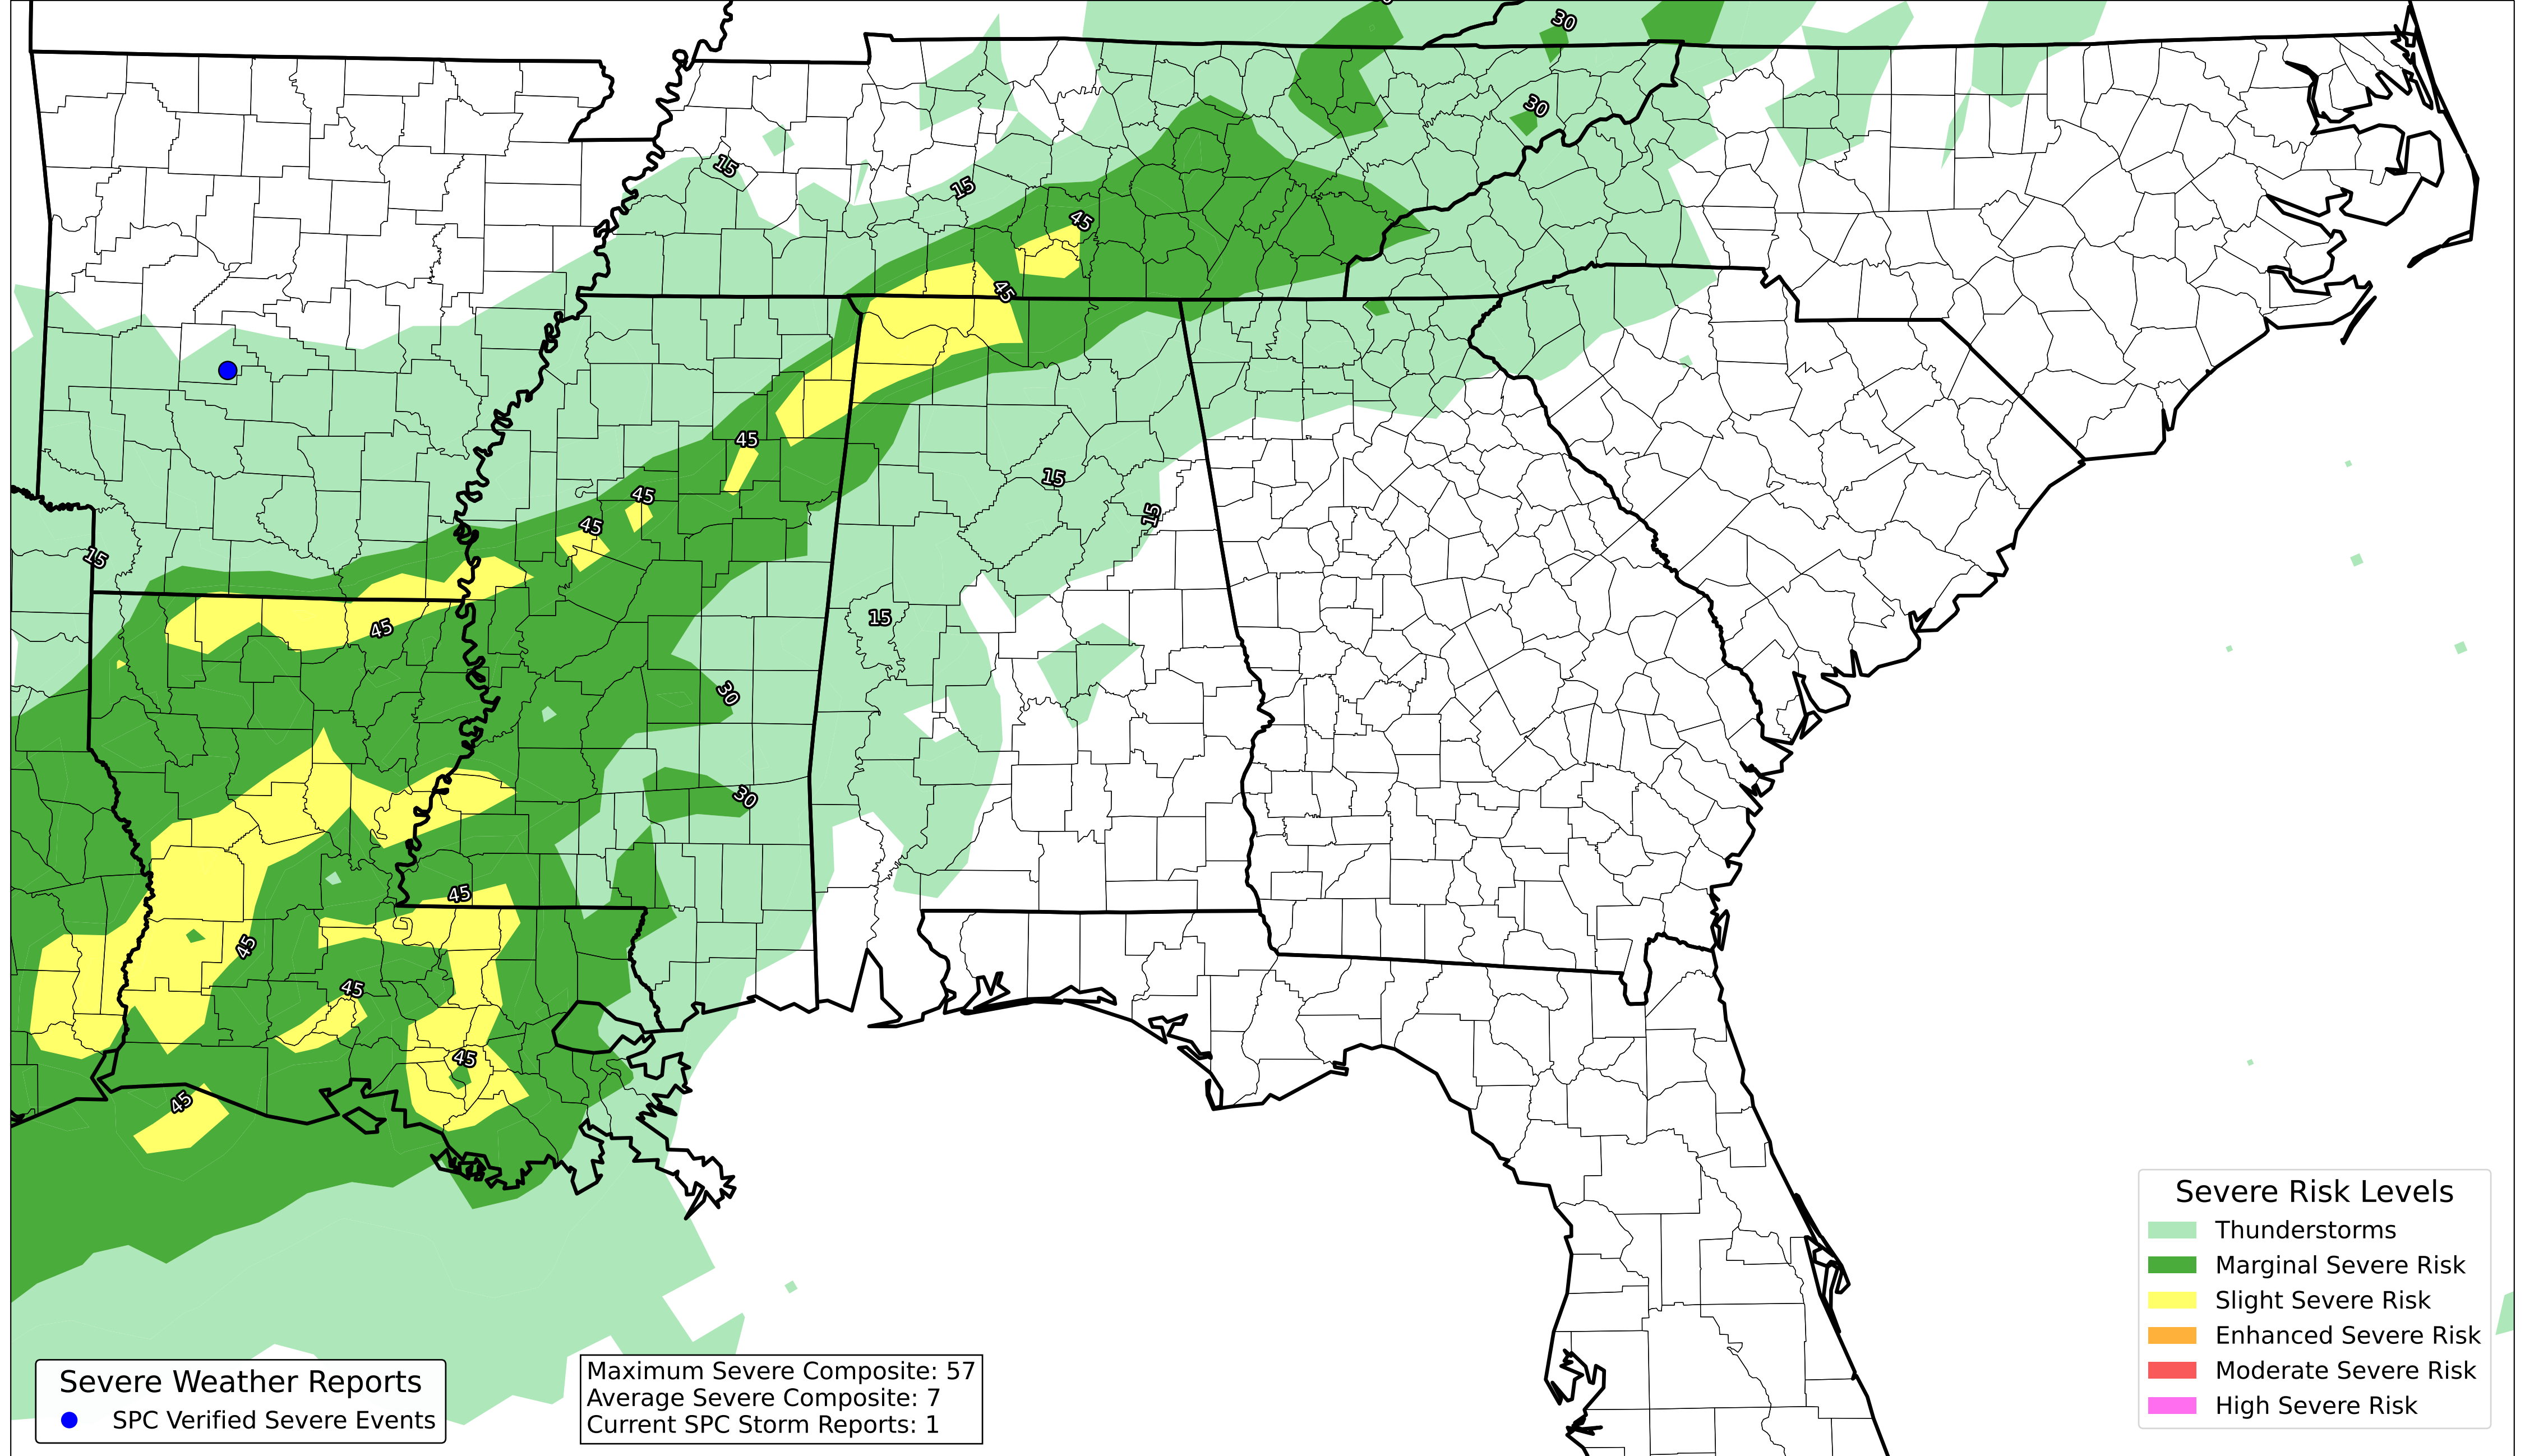 30
30
15
15
45
45
45
15
45
15
45
15
15
45
30
30
45
45
45
45
45
Severe Risk Levels
Thunderstorms
Marginal Severe Risk
Slight Severe Risk
Enhanced Severe Risk
Moderate Severe Risk
High Severe Risk
Severe Weather Reports
SPC Verified Severe Events
Maximum Severe Composite: 57
Average Severe Composite: 7
Current SPC Storm Reports: 1